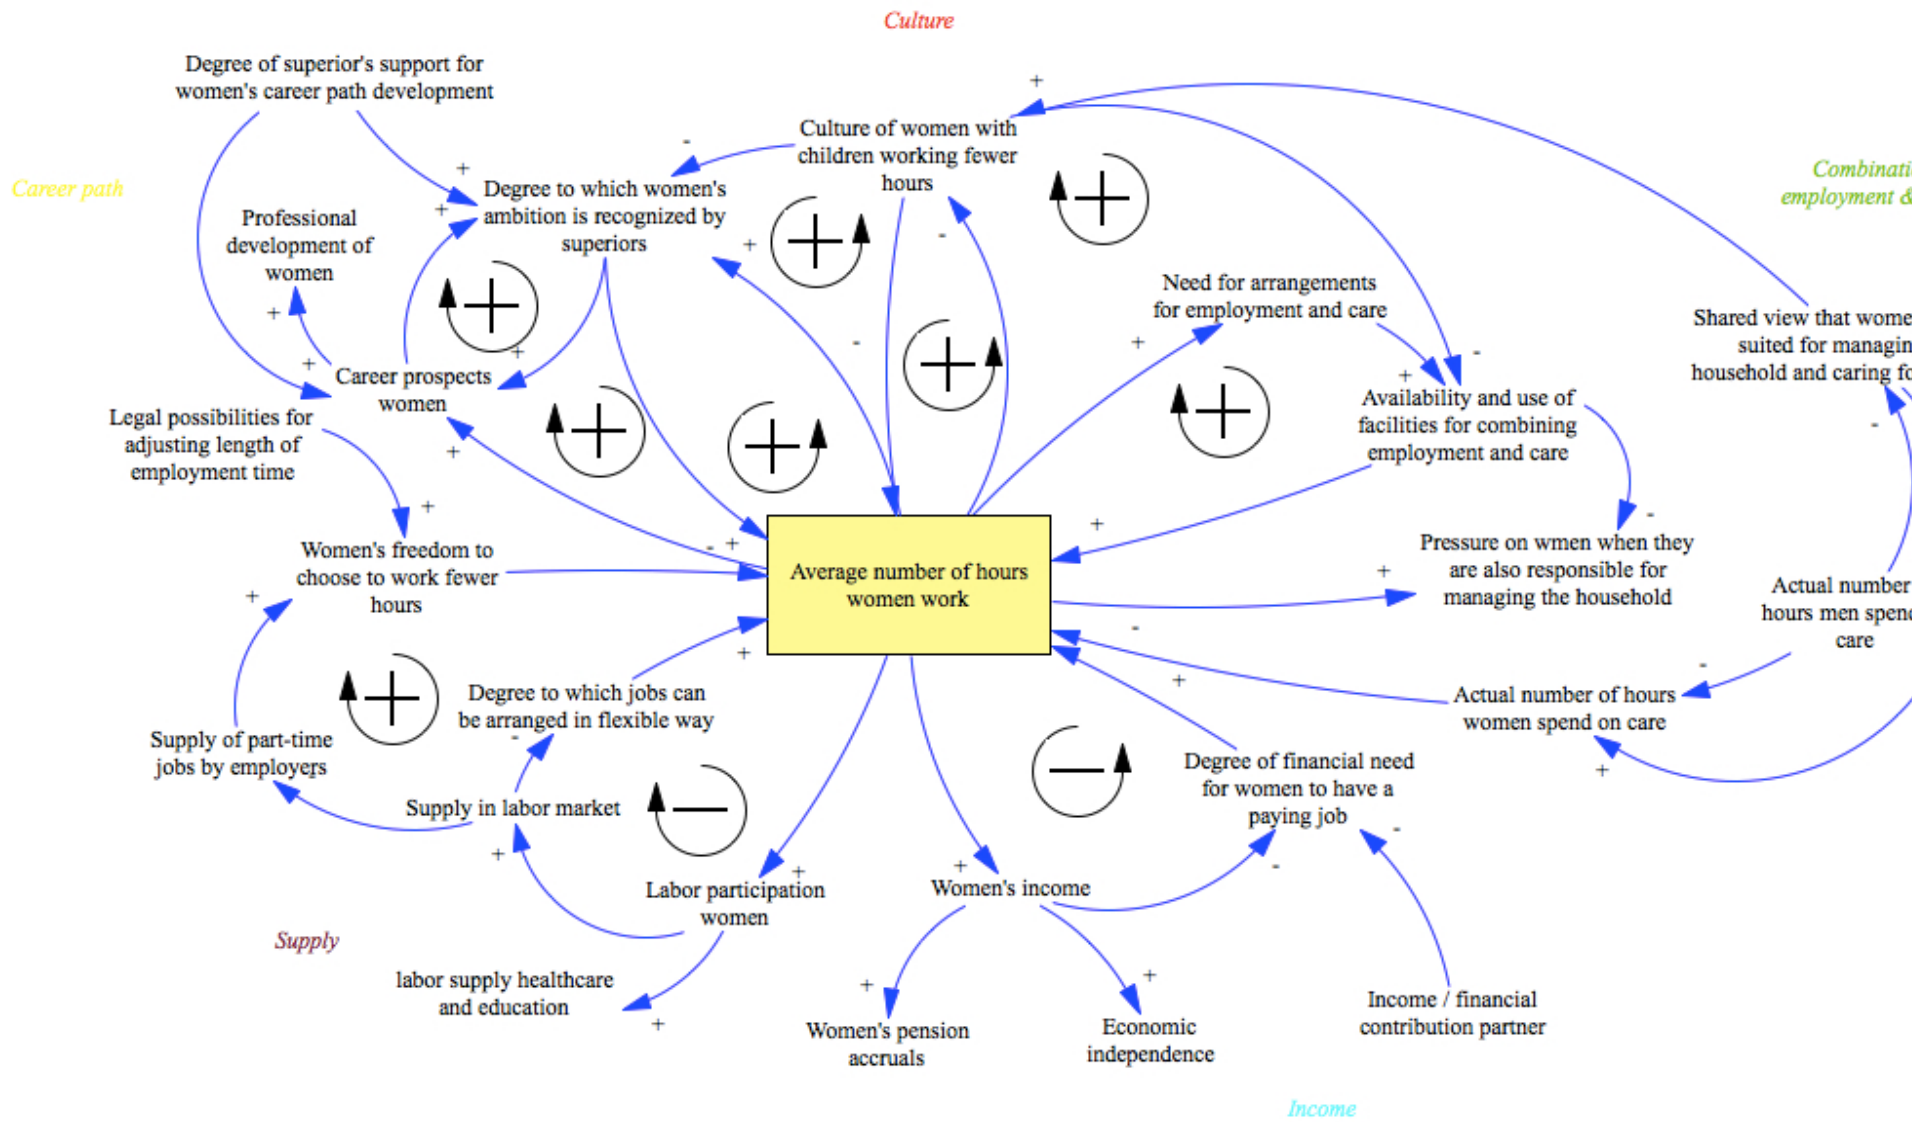 Culture
Degree of superior's support for
women's career path development
Career path
Culture of women with
children working fewer
hours
Degree to which women's
ambition is recognized by
superiors
Professional
development of
women
employment &
Need for arrangements
for employment and care
Shared view that
suited for
household and caring
Career prospects
women
Legal possibilities for
adjusting length of
employment time
Availability and use of
facilities for combining
employment and care
Women's freedom to
choose to work fewer
hours
Average number of hours
women work
Pressure on wmen when they
are also responsible for
managing the household
Actual number
hours men
care
Actual number of hours
women spend on care
Degree to which jobs can
be arranged in flexible way
Supply of part-time
jobs by employers
Supply in labor market
Degree of financial need
for women to have a
paying job
Labor participation
women
Women's income
Supply
labor supply healthcare
and education
Women's pension
accruals
Economic
independence
Income / financial
contribution partner
Income